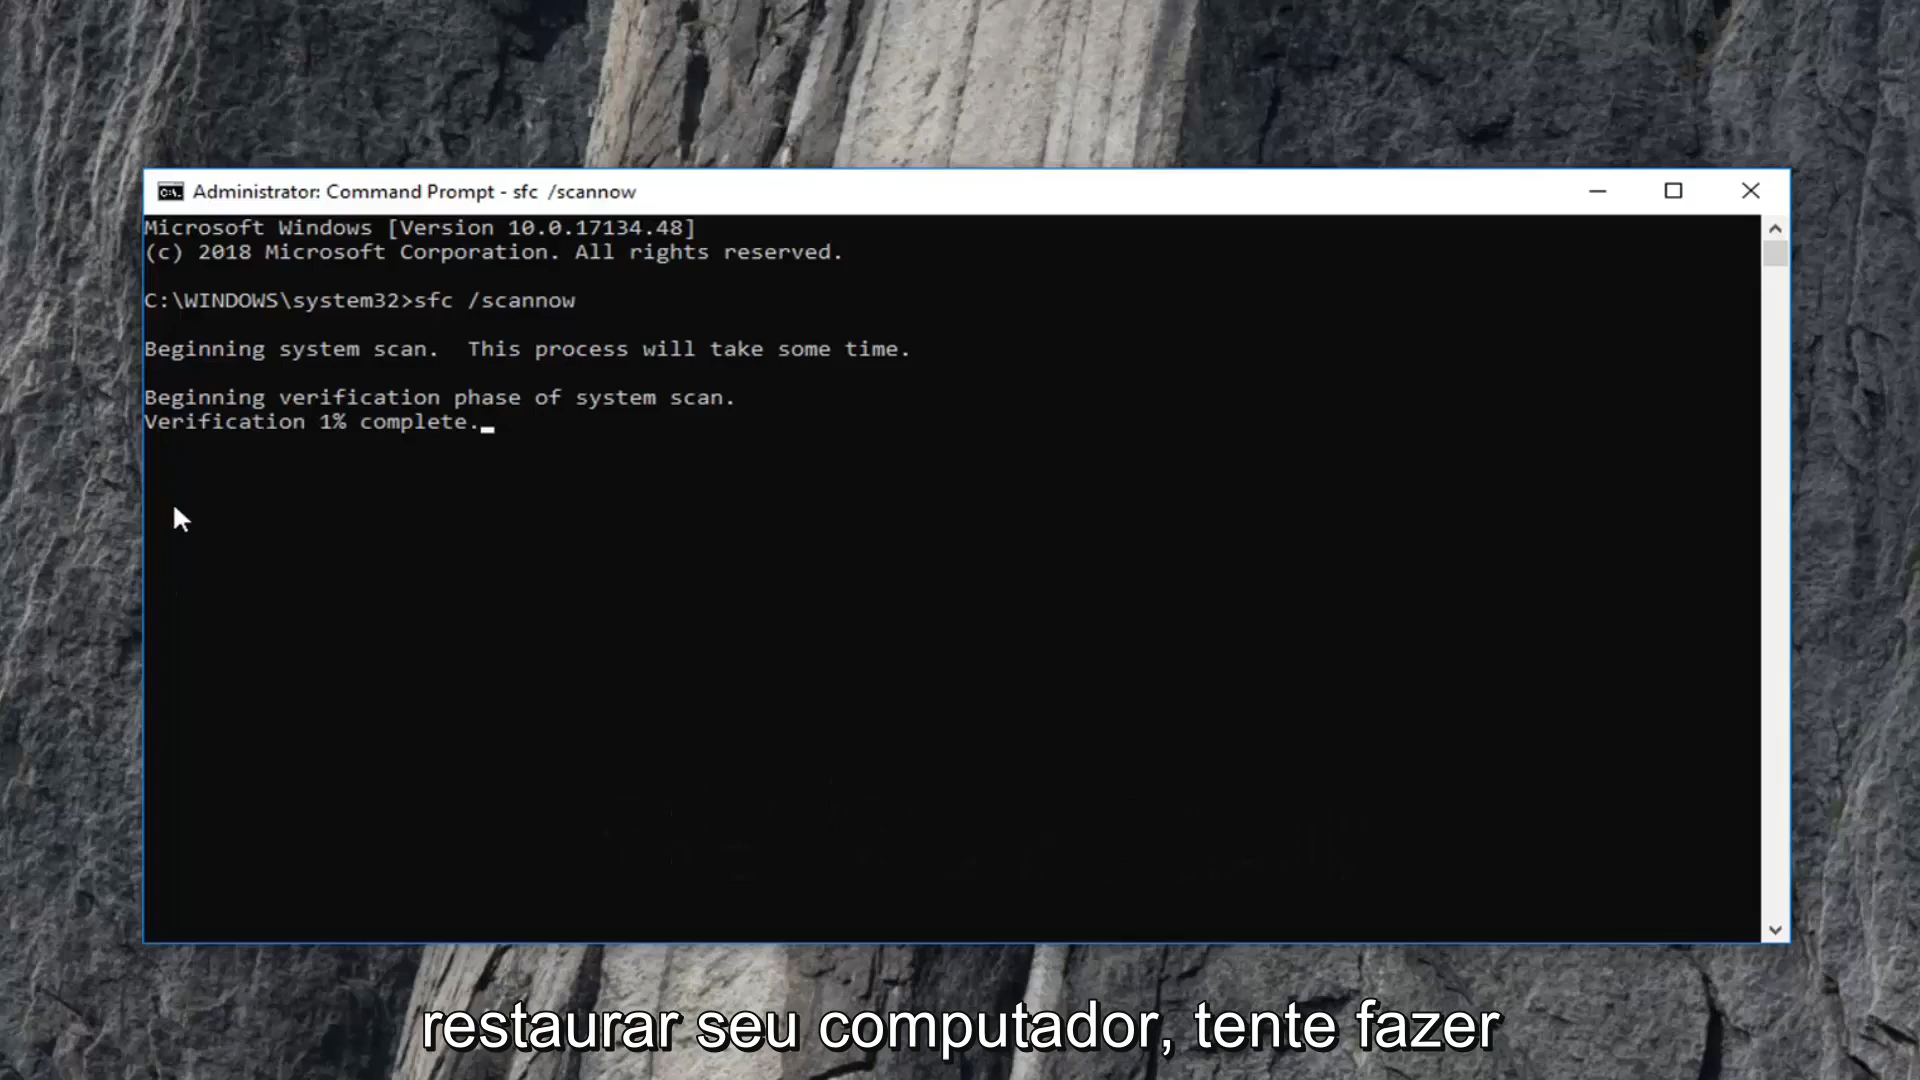 Administrator: Command Prompt - sfc  /scannow
Microsoft Windows [Version 10.0.17134.48]
(c) 2018 Microsoft Corporation. All rights reserved.
C:\WINDOWS\system32>sfc /scannow
Beginning system scan.  This process will take some time.
Beginning verification phase of system scan.
Verification 1% complete.
restaurar seu computador, tente fazer